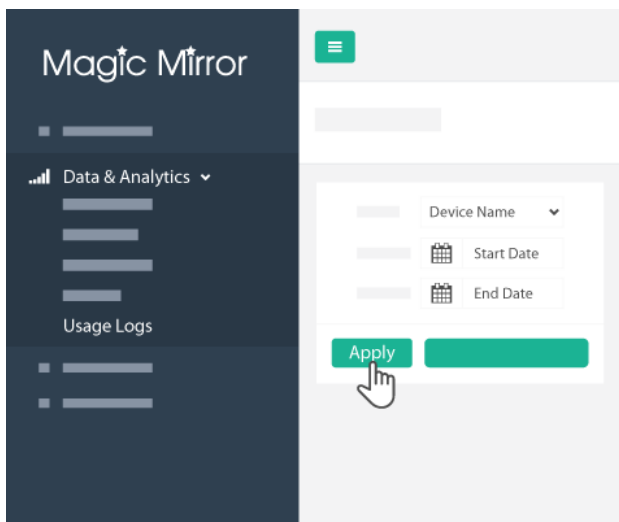 Magic Mirror
Data & Analytics
Usage Logs
Device Name
Start Date
End Date
Apply